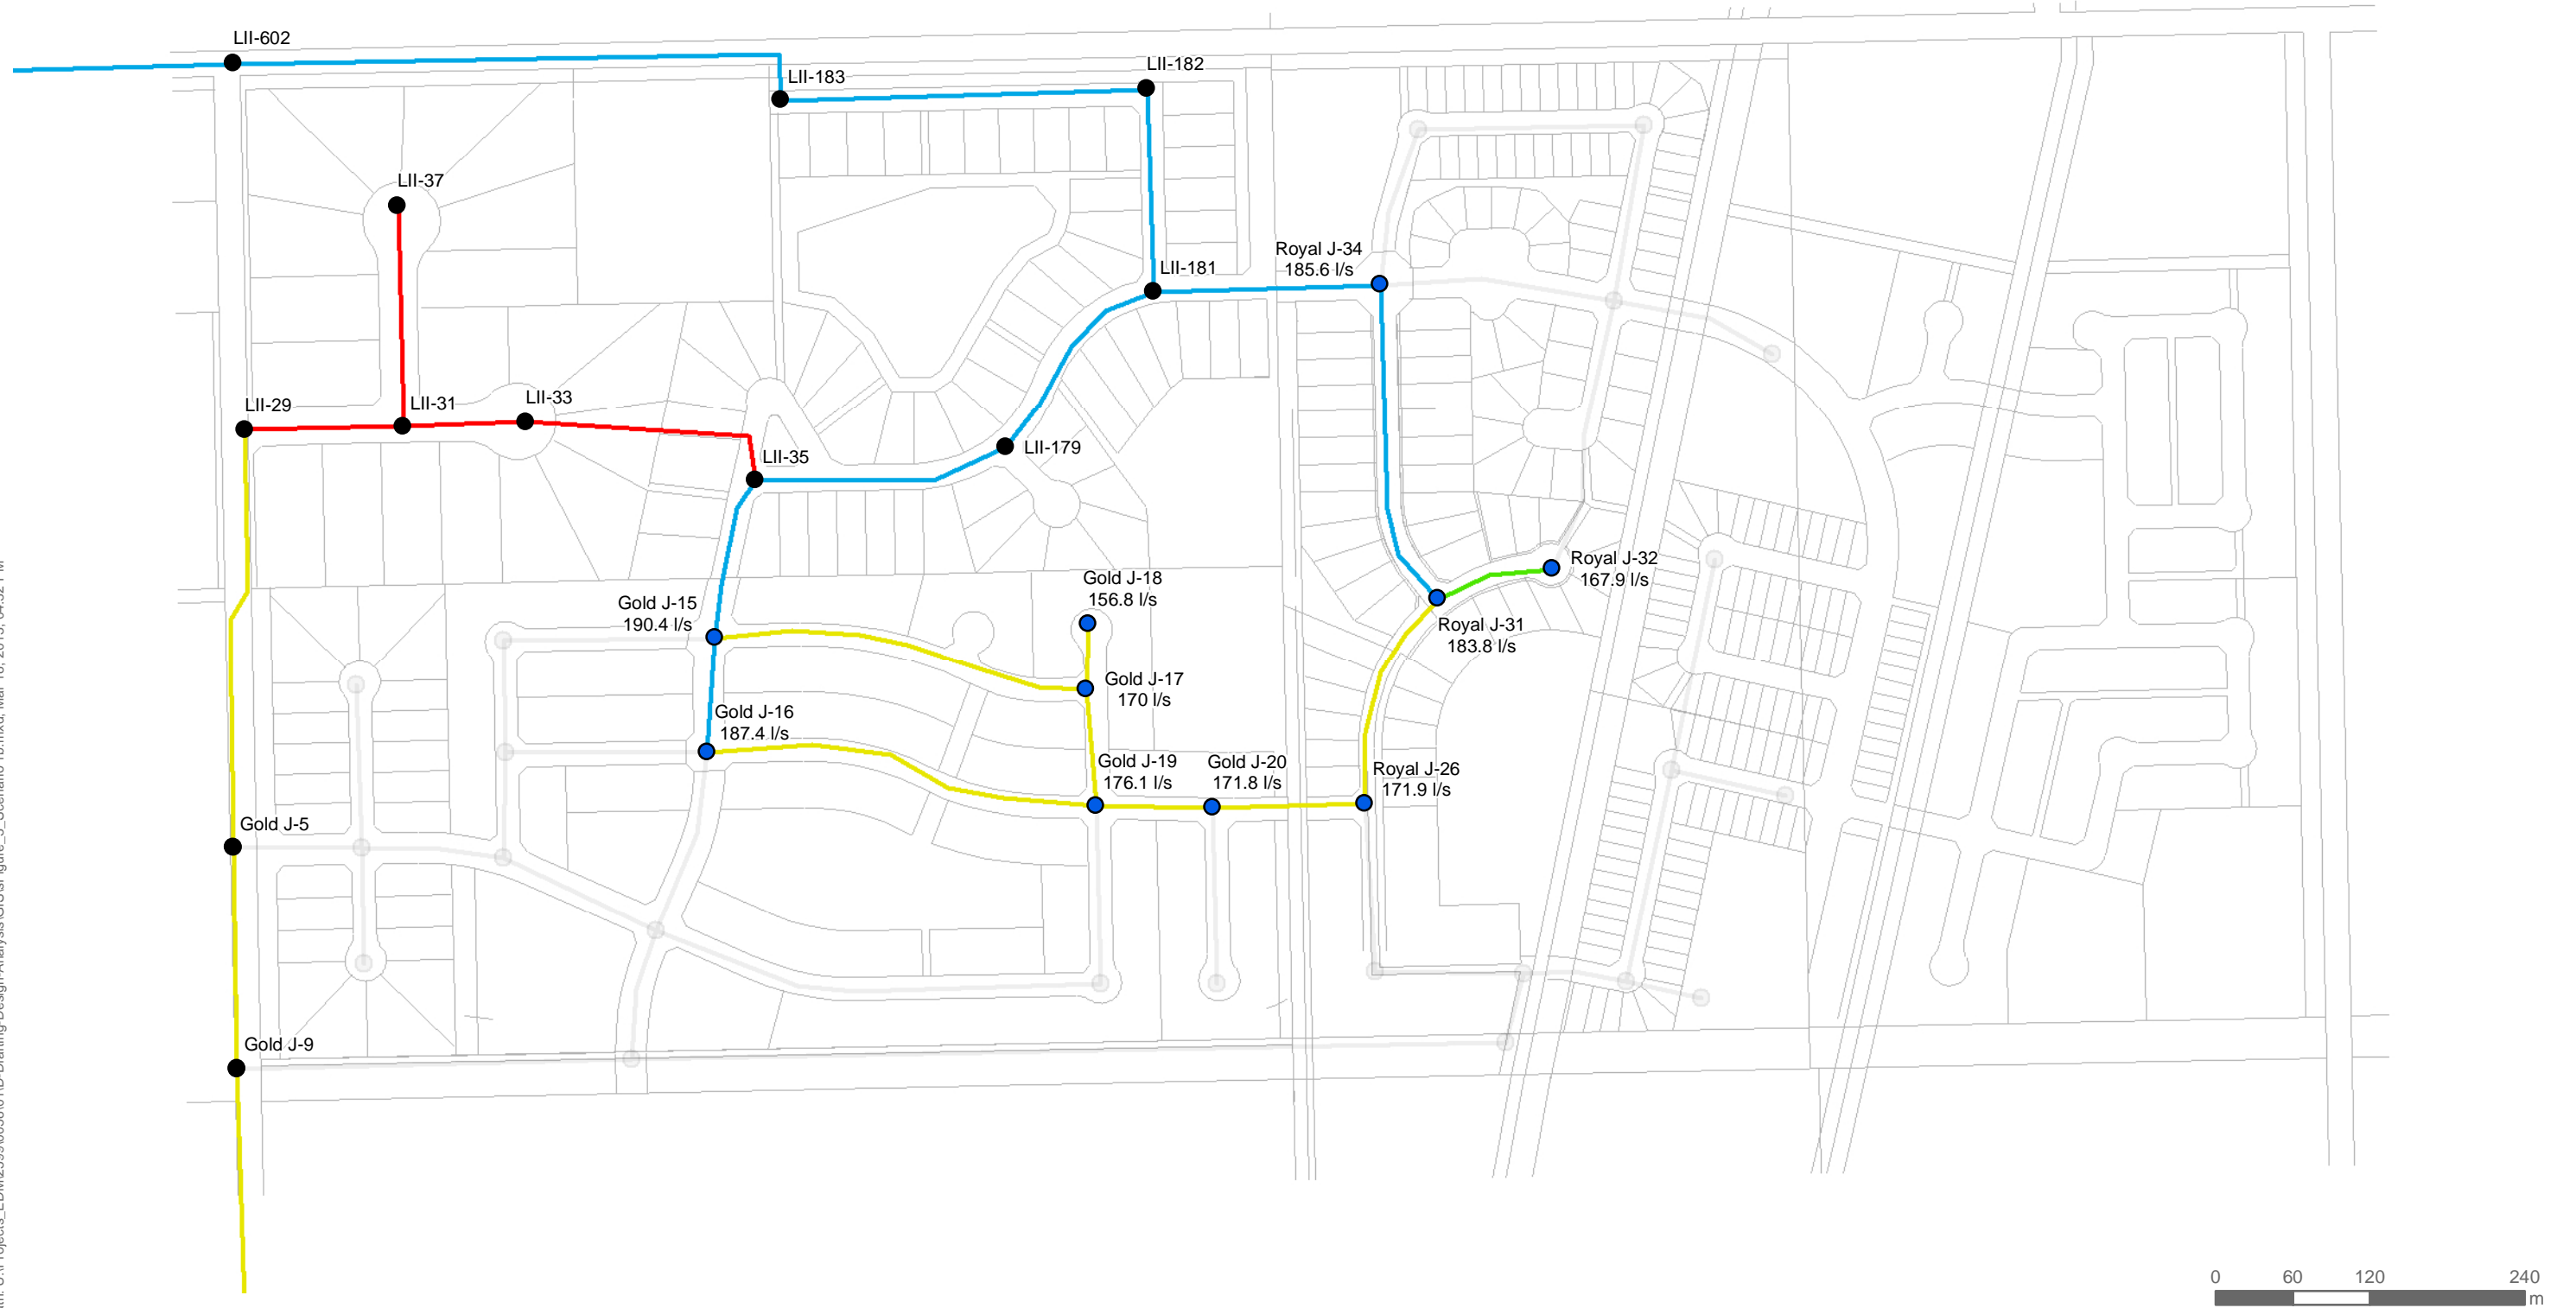 LII-602
LII-183
LII-182
LII-37
Royal J-34
185.6 l/s
LII-181
LII-29
LII-31
LII-33
LII-35
LII-179
Royal J-32
167.9 l/s
Gold J-18
156.8 l/s
Gold J-15
190.4 l/s
Royal J-31
183.8 l/s
Gold J-17
170 l/s
Gold J-16
187.4 l/s
Gold J-19
176.1 l/s
Gold J-20
171.8 l/s
Royal J-26
171.9 l/s
Gold J-5
Gold J-9
0 60 120 240
m